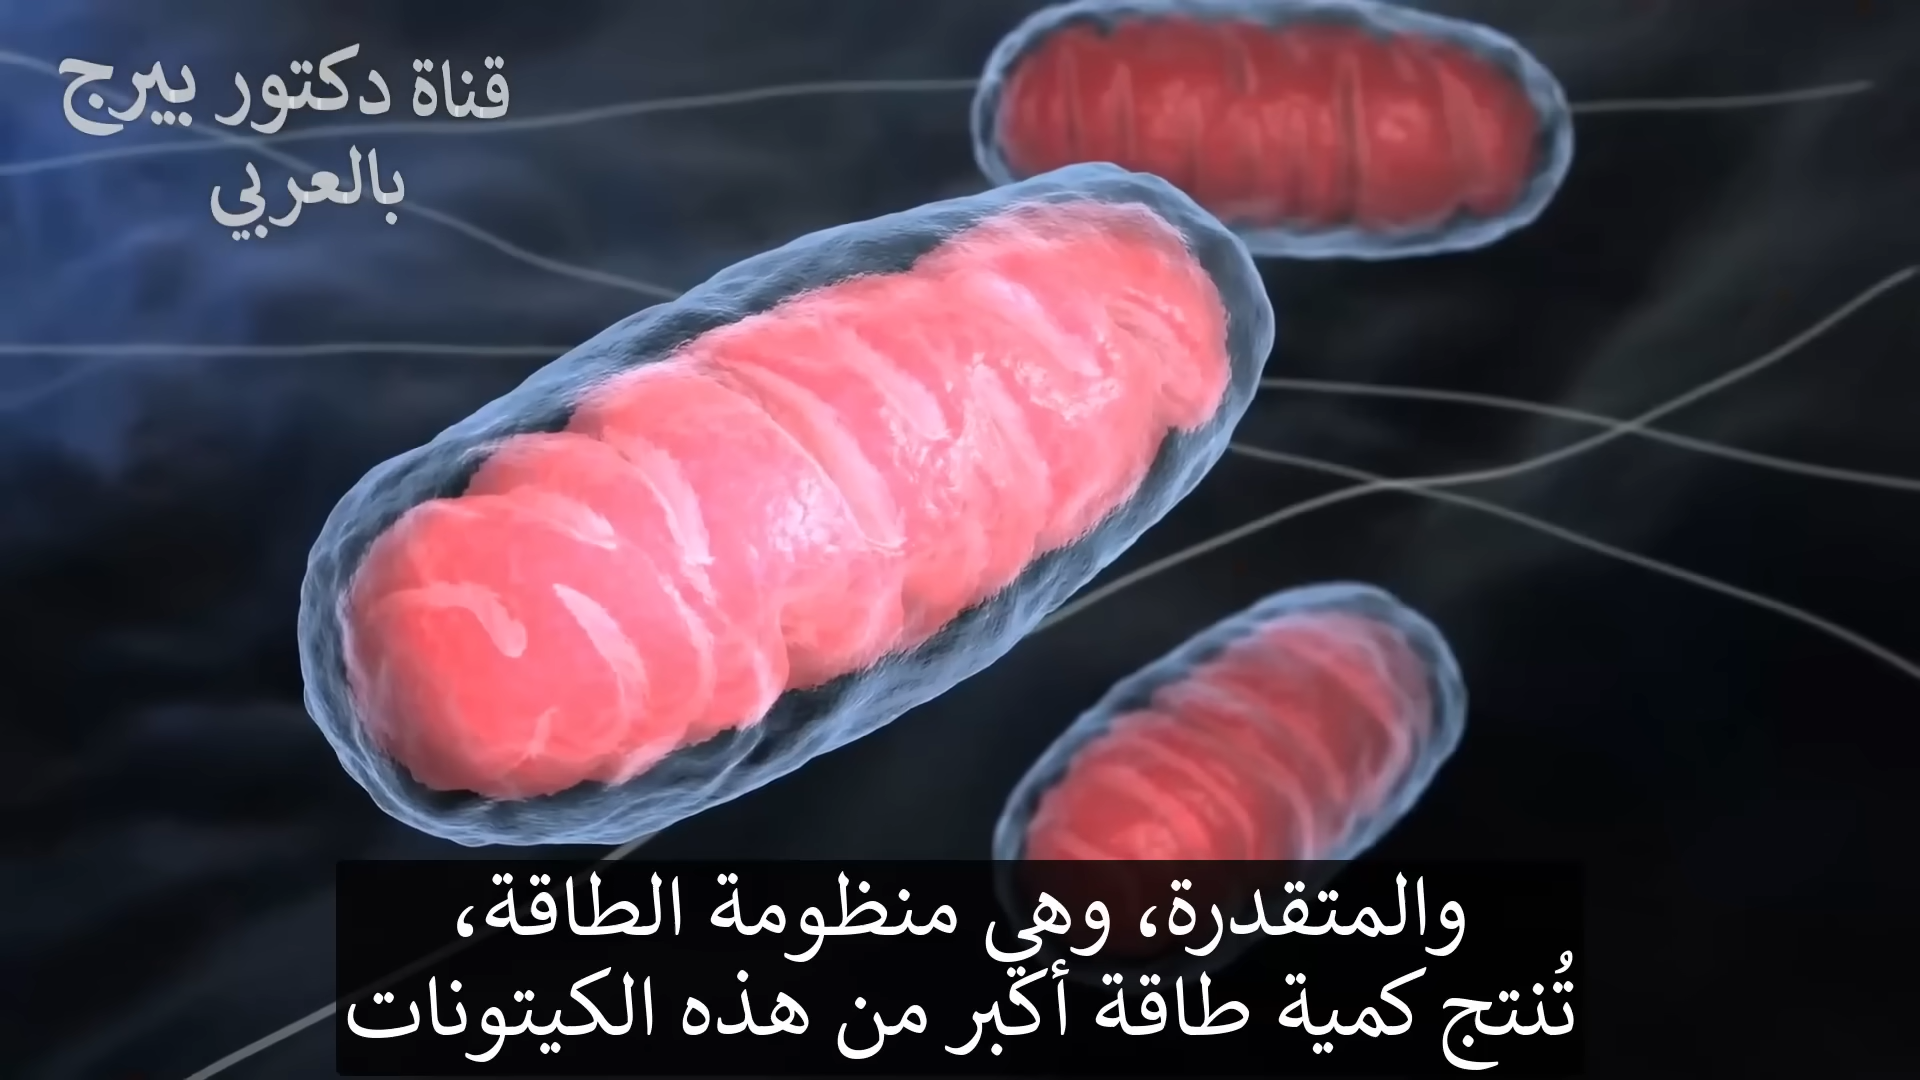 قناة دكتور بيرج
بالعربي
والمتقدرة، وهي منظومة الطاقة،
تُنتج كمية طاقة أكبر من هذه الكيتونات